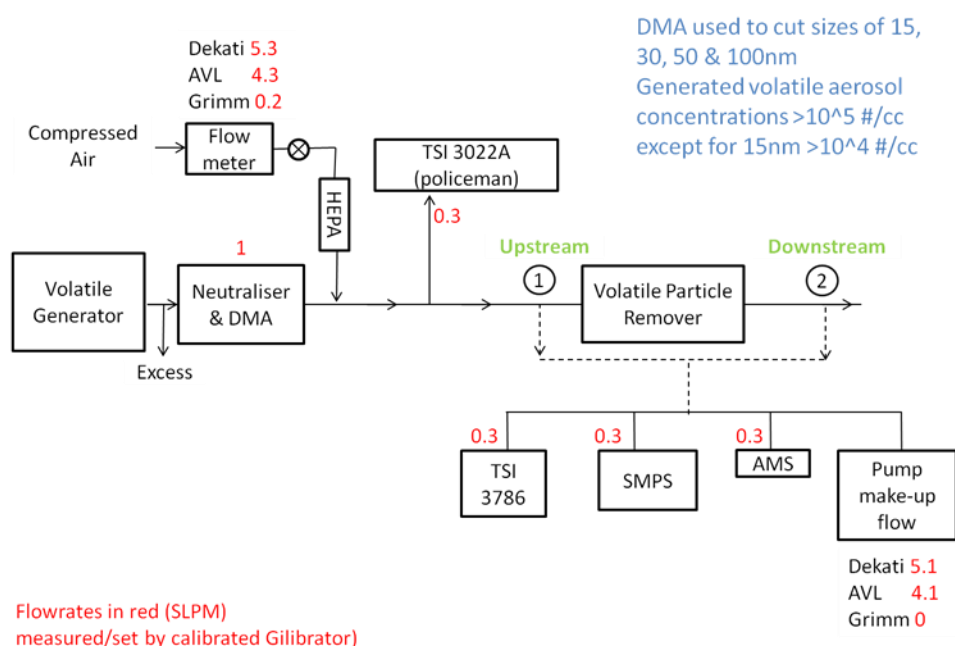 DMA used to cut sizes of 15,
30, 50 & 100nm
Generated volatile aerosol
concentrations >10^5 #/cc
except for 15nm >10^4 #/cc
Dekati 5.3
AVL 4.3
Grimm 0.2
Compressed
Air
Flow
meter
HEPA
TSI 3022A
(policeman)
0.3
1
Upstream
Downstream
Volatile
Generator
Neutraliser
& DMA
1
Volatile Particle
Remover
2
Excess
0.3
TSI
3786
0.3
SMPS
0.3
AMS
Pump
make-up
flow
Dekati 5.1
AVL 4.1
Grimm 0
Flowrates in red (SLPM)
measured/set by calibrated Gilibrator)